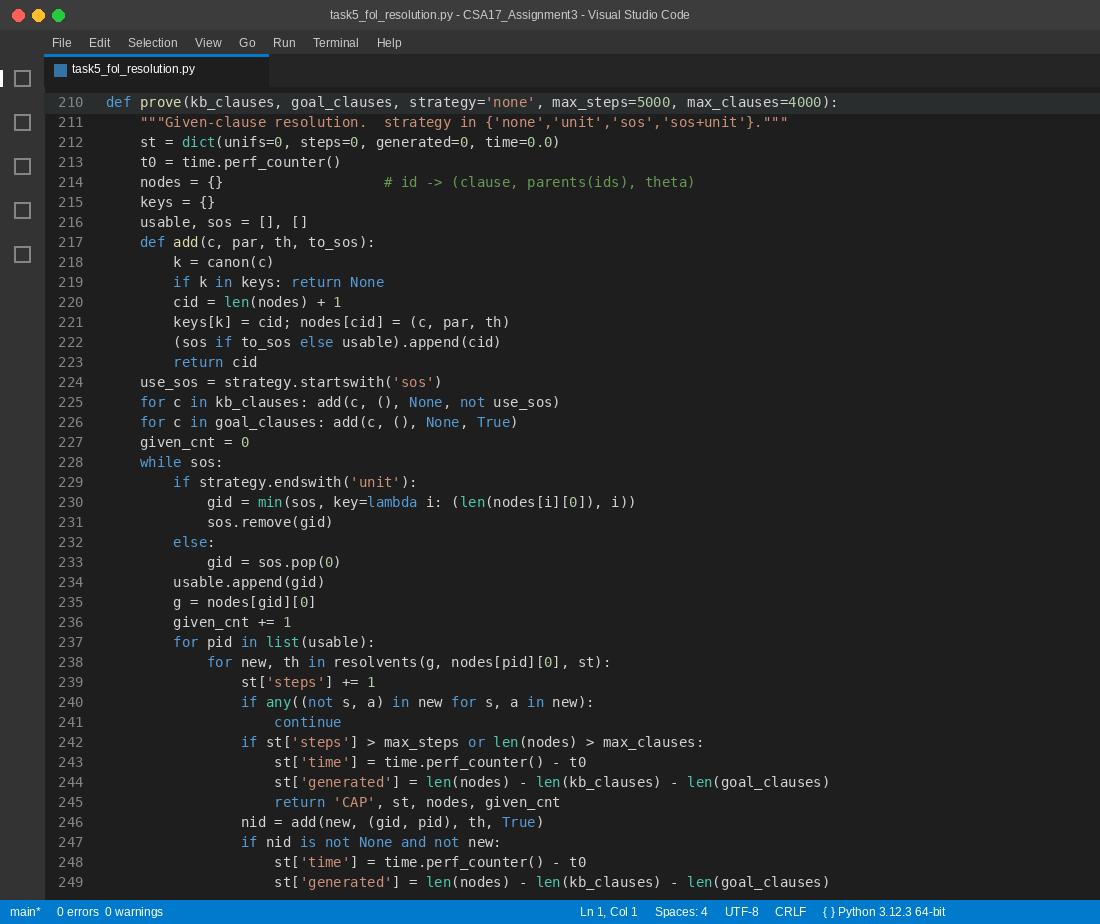 task5_fol_resolution.py - CSA17_Assignment3 - Visual Studio Code
File Edit Selection View Go Run Terminal Help
task5_fol_resolution.py
210 def prove(kb_clauses, goal_clauses, strategy='none', max_steps=5000, max_clauses=4000):
211     """Given-clause resolution.  strategy in {'none','unit','sos','sos+unit'}."""
212     st = dict(unifs=0, steps=0, generated=0, time=0.0)
213     t0 = time.perf_counter()
214     nodes = {}                   # id -> (clause, parents(ids), theta)
215     keys = {}
216     usable, sos = [], []
217     def add(c, par, th, to_sos):
218         k = canon(c)
219         if k in keys: return None
220         cid = len(nodes) + 1
221         keys[k] = cid; nodes[cid] = (c, par, th)
222         (sos if to_sos else usable).append(cid)
223         return cid
224     use_sos = strategy.startswith('sos')
225     for c in kb_clauses: add(c, (), None, not use_sos)
226     for c in goal_clauses: add(c, (), None, True)
227     given_cnt = 0
228     while sos:
229         if strategy.endswith('unit'):
230             gid = min(sos, key=lambda i: (len(nodes[i][0]), i))
231             sos.remove(gid)
232         else:
233             gid = sos.pop(0)
234         usable.append(gid)
235         g = nodes[gid][0]
236         given_cnt += 1
237         for pid in list(usable):
238             for new, th in resolvents(g, nodes[pid][0], st):
239                 st['steps'] += 1
240                 if any((not s, a) in new for s, a in new):
241                     continue
242                 if st['steps'] > max_steps or len(nodes) > max_clauses:
243                     st['time'] = time.perf_counter() - t0
244                     st['generated'] = len(nodes) - len(kb_clauses) - len(goal_clauses)
245                     return 'CAP', st, nodes, given_cnt
246                 nid = add(new, (gid, pid), th, True)
247                 if nid is not None and not new:
248                     st['time'] = time.perf_counter() - t0
249                     st['generated'] = len(nodes) - len(kb_clauses) - len(goal_clauses)
main* 0 errors 0 warnings Ln 1, Col 1 Spaces: 4 UTF-8 CRLF { } Python 3.12.3 64-bit